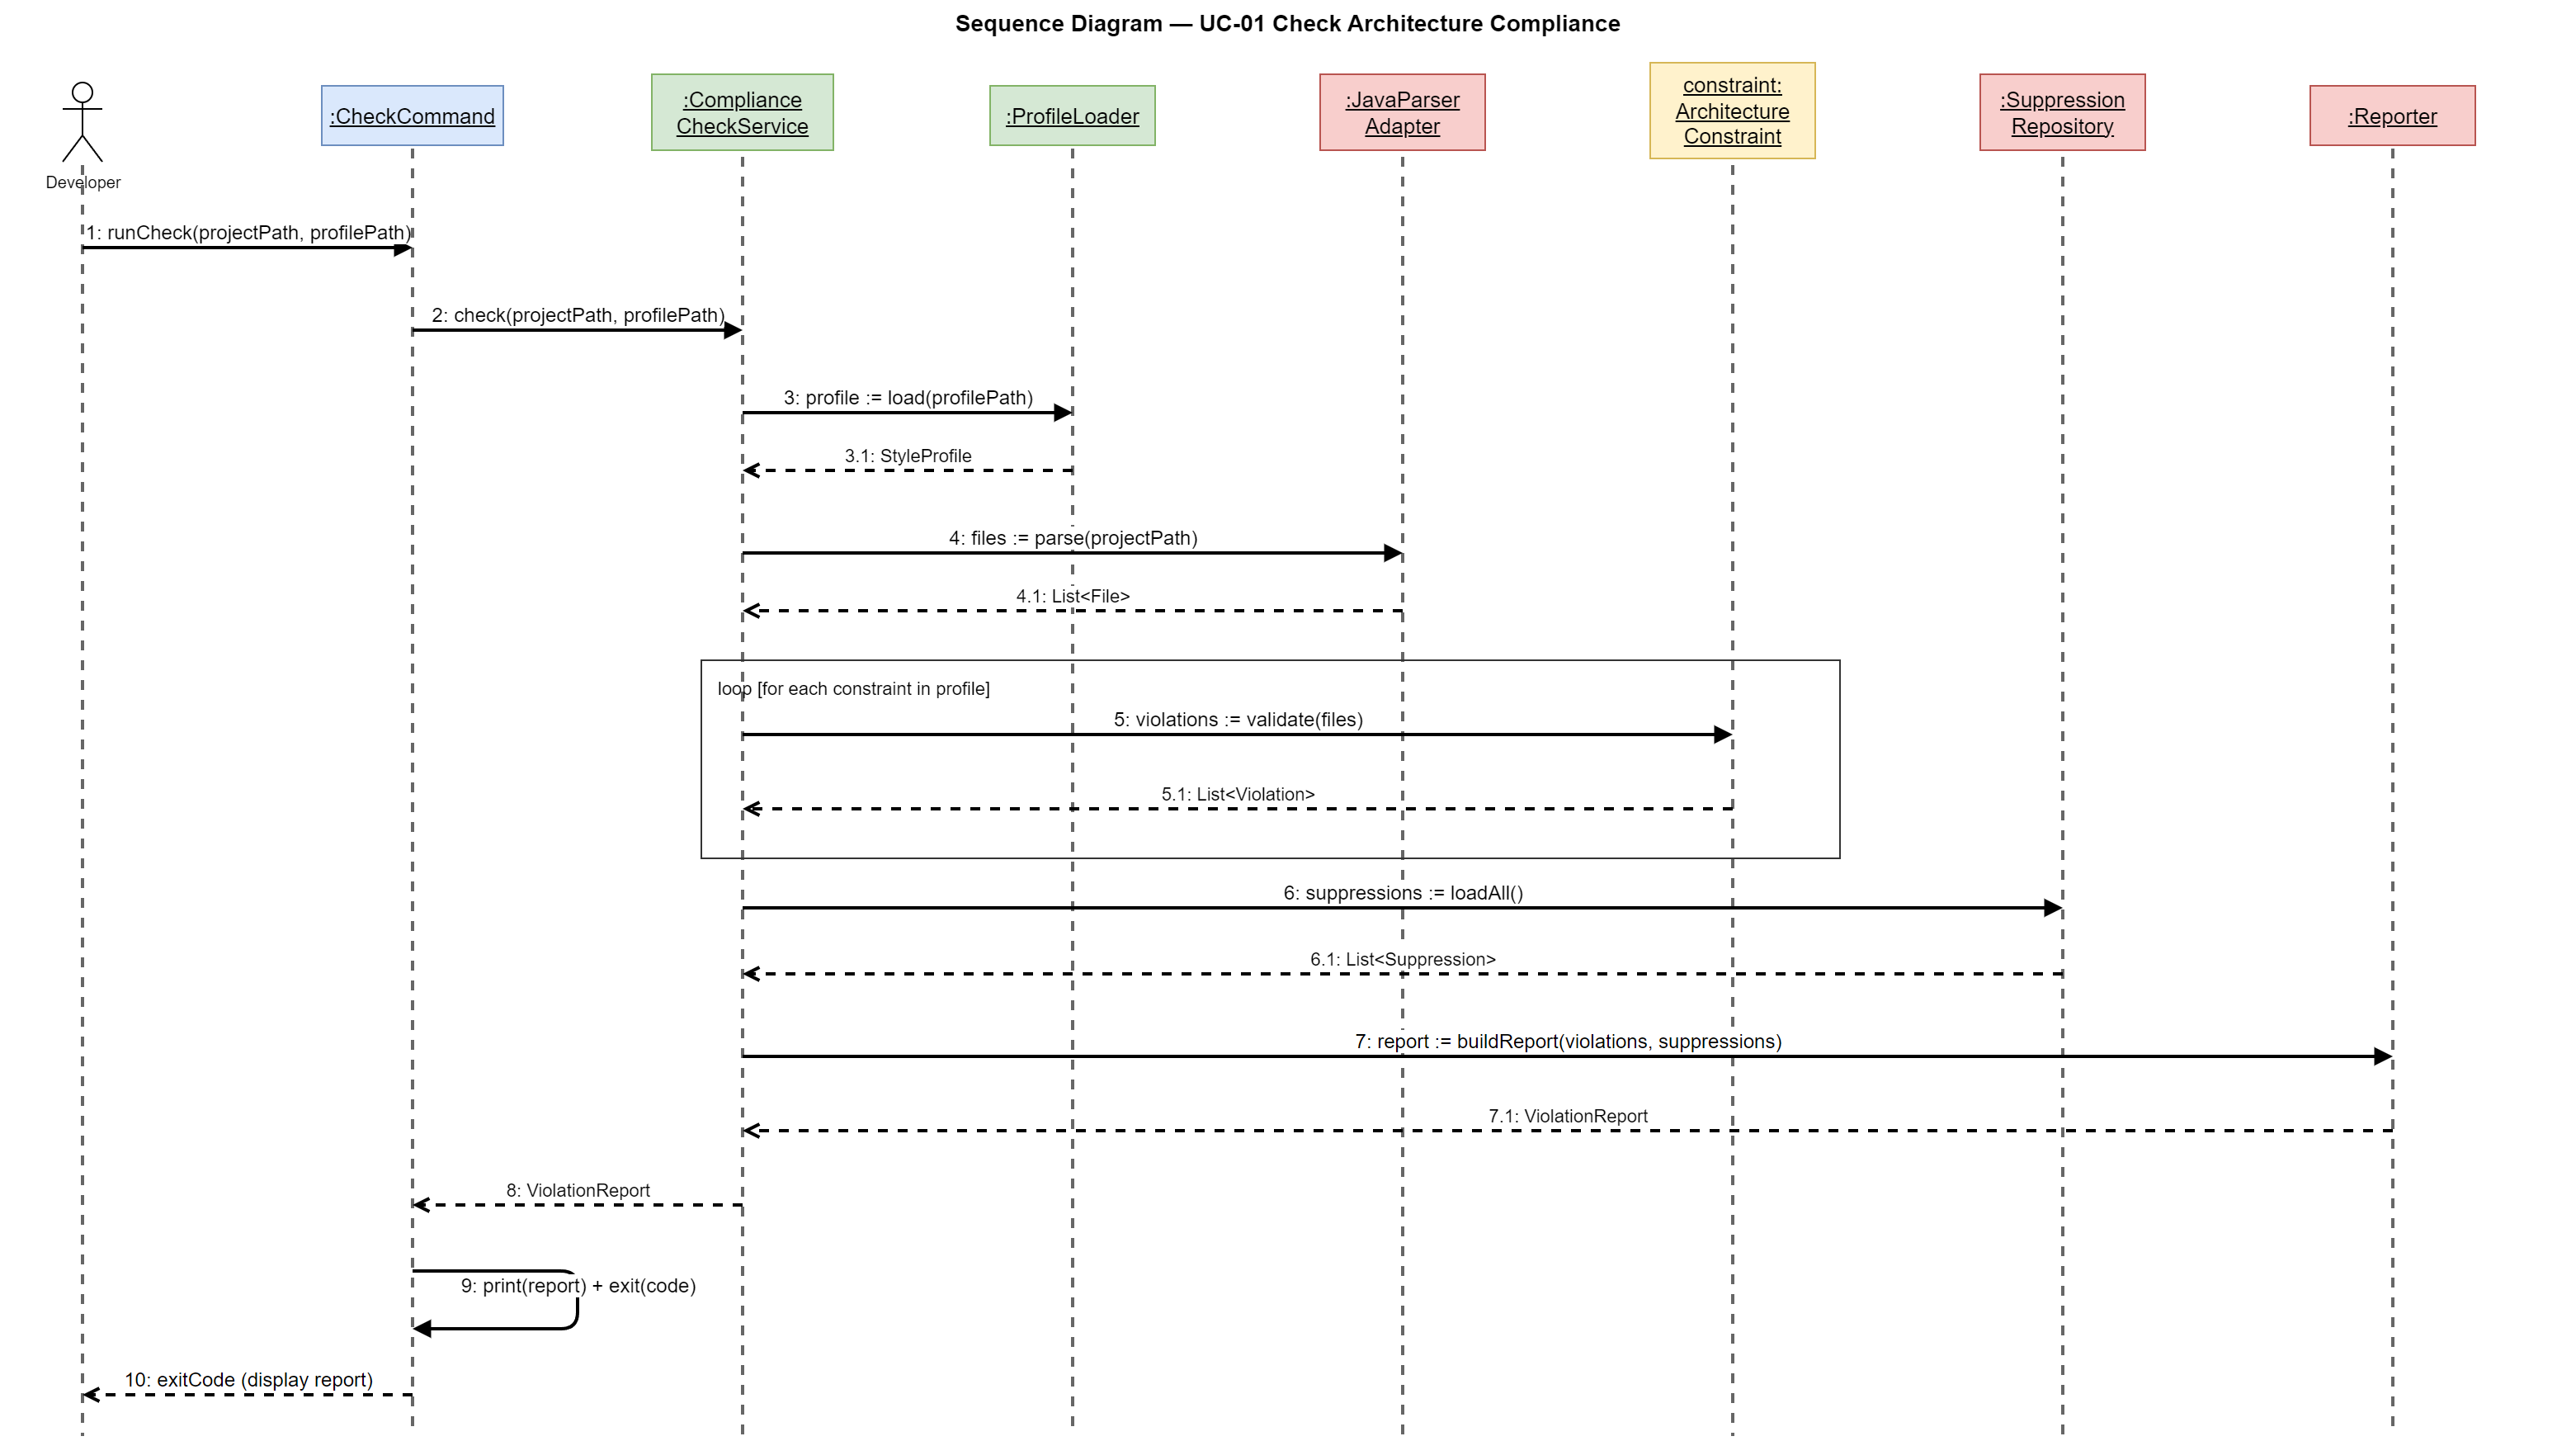 Sequence Diagram — UC-01 Check Architecture Compliance
Developer
:CheckCommand
:Compliance
CheckService
:ProfileLoader
:JavaParser
Adapter
constraint:
Architecture
Constraint
:Suppression
Repository
:Reporter
1: runCheck(projectPath, profilePath)
2: check(projectPath, profilePath)
3: profile := load(profilePath)
3.1: StyleProfile
4: files := parse(projectPath)
4.1: List<File>
loop [for each constraint in profile]
5: violations := validate(files)
5.1: List<Violation>
6: suppressions := loadAll()
6.1: List<Suppression>
7: report := buildReport(violations, suppressions)
7.1: ViolationReport
8: ViolationReport
9: print(report) + exit(code)
10: exitCode (display report)